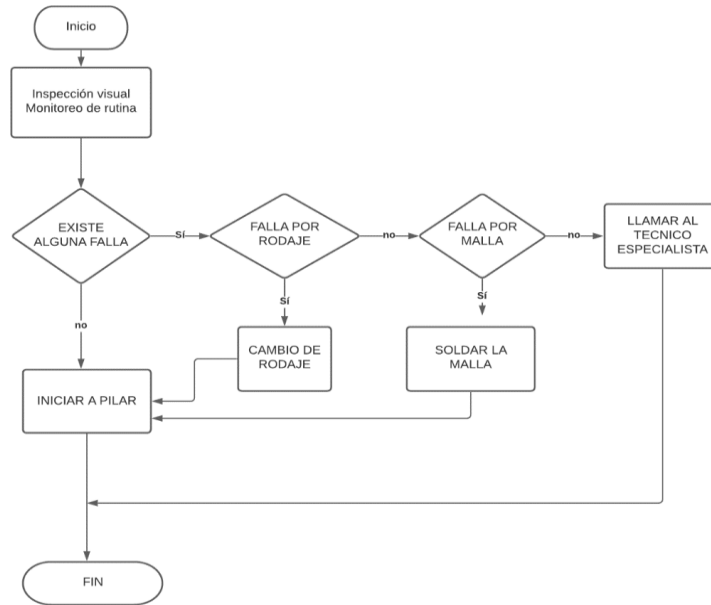 Inicio
Inspección visual
Monitoreo de rutina
EXISTE
ALGUNA FALLA
Sí
FALLA POR
RODAJE
no
FALLA POR
MALLA
no
LLAMAR AL
TECNICO
ESPECIALISTA
no
Sí
Sí
CAMBIO DE
RODAJE
SOLDAR LA
MALLA
INICIAR A PILAR
FIN